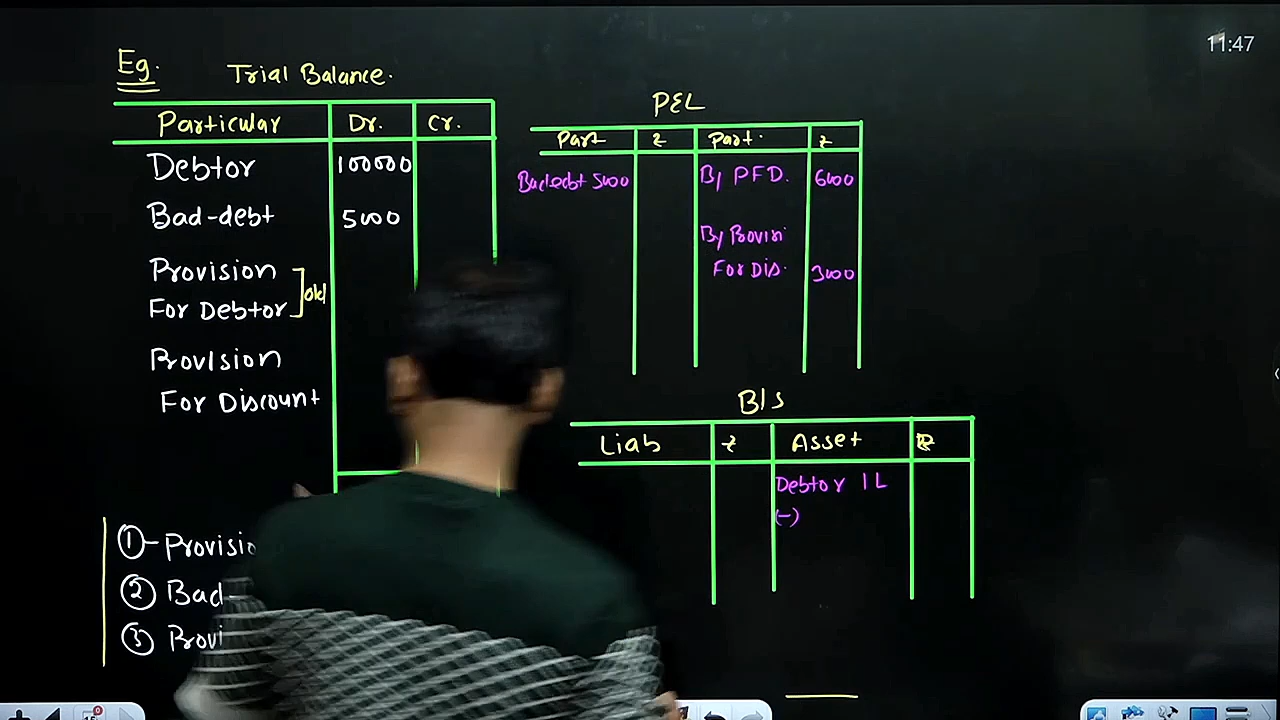 11:47
Eg.
Trial Balance.
Particular Dr. Cr.
Debtor 100000
Bad-debt 5000
Provision
For Debtor ] old
Provision
For Discount
①- Provisio
② Bad-
③ Provi
P&L
Part ₹ Part. ₹
Bad debt 5000 By PFD. 6000
By Provisi
For Dis. 3000
B/S
Liab ₹ Asset ₹
Debtor 1L
(-)